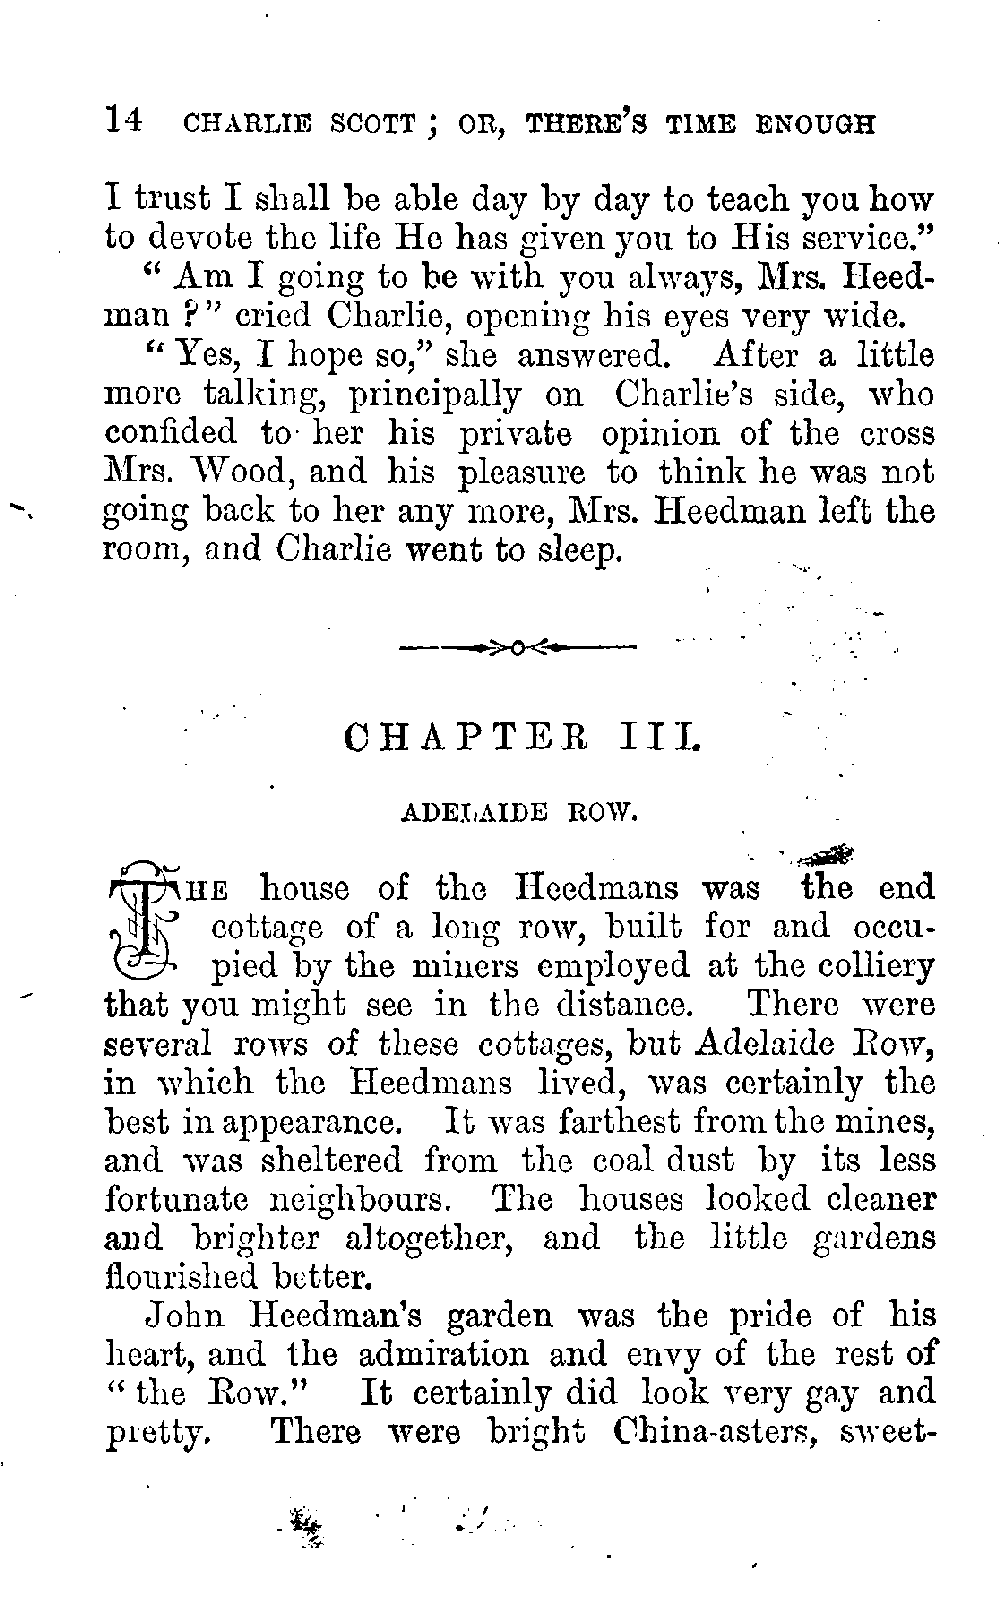 14 CHARLIE SCOTT ; OR, THERE'S TIME ENOUGH
I trust I shall be able day by day to teach you how
to devote the life He has given you to His service."
" Am I going to be with you always, Mrs. Heed-
man ?" cried Charlie, opening his eyes very wide.
" Yes, I hope so," she answered. After a little
more talking, principally on Charlie's side, who
confided to her his private opinion of the cross
Mrs. Wood, and his pleasure to think he was not
going back to her any more, Mrs. Heedman left the
room, and Charlie went to sleep.
CHAPTER III.
ADELAIDE ROW.
THE house of the Heedmans was the end
cottage of a long row, built for and occu-
pied by the miners employed at the colliery
that you might see in the distance. There were
several rows of these cottages, but Adelaide Row,
in which the Heedmans lived, was certainly the
best in appearance. It was farthest from the mines,
and was sheltered from the coal dust by its less
fortunate neighbours. The houses looked cleaner
and brighter altogether, and the little gardens
flourished better.
John Heedman's garden was the pride of his
heart, and the admiration and envy of the rest of
" the Row." It certainly did look very gay and
pretty. There were bright China-asters, sweet-